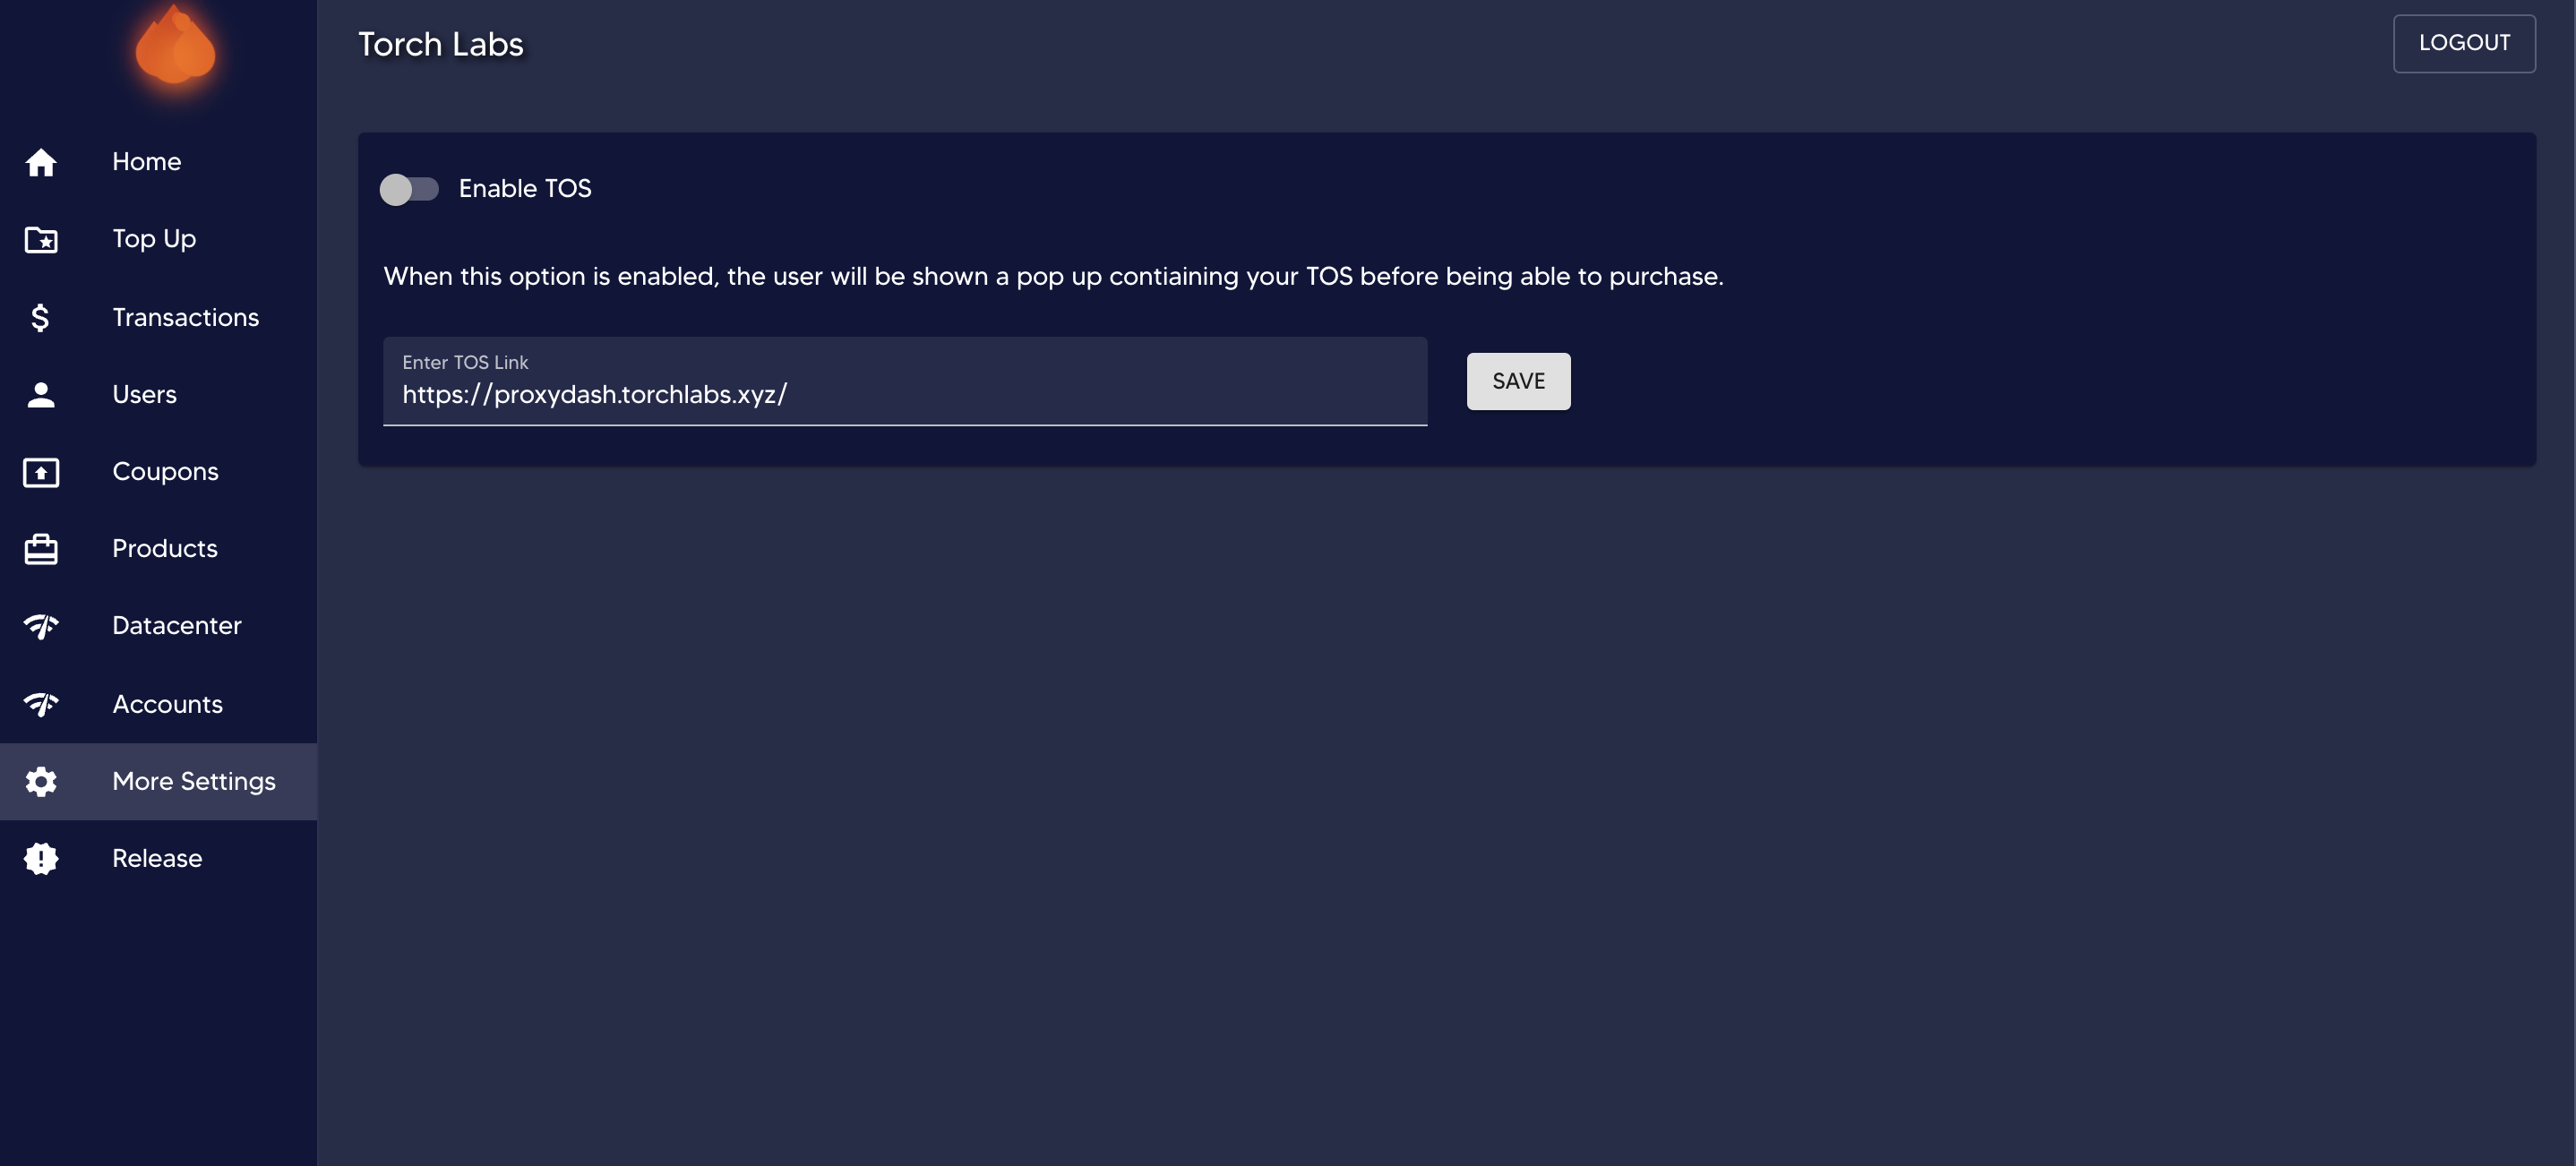 Torch Labs
LOGOUT
Home
Top Up
Transactions
Users
Coupons
Products
Datacenter
Accounts
More Settings
Release
Enable TOS
When this option is enabled, the user will be shown a pop up contiaining your TOS before being able to purchase.
Enter TOS Link
https://proxydash.torchlabs.xyz/
SAVE